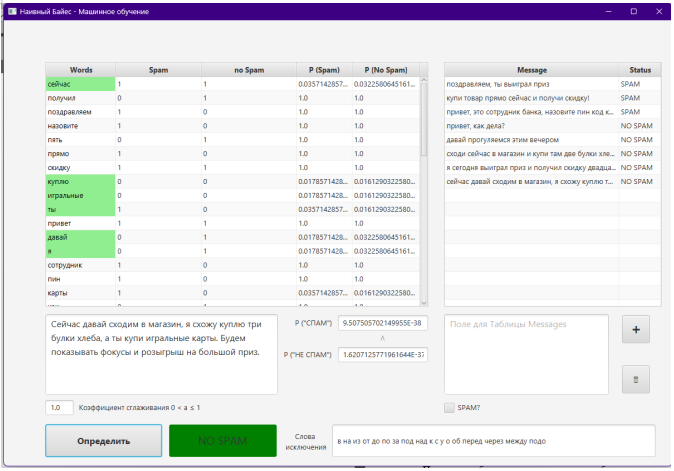 Наивный Байес - Машинное обучение
Words Spam no Spam P (Spam) P (No Spam)
сейчас 1 1 0.0357142857... 0.0322580645161...
получил 0 1 1.0 1.0
поздравляем 1 0 1.0 1.0
назовите 1 0 1.0 1.0
пять 0 1 1.0 1.0
прямо 1 0 1.0 1.0
скидку 1 1 1.0 1.0
куплю 0 0 0.0178571428... 0.0161290322580...
игральные 0 0 0.0178571428... 0.0161290322580...
ты 1 0 0.0357142857... 0.0161290322580...
привет 1 1 1.0 1.0
давай 0 1 0.0178571428... 0.0322580645161...
я 0 1 0.0178571428... 0.0322580645161...
сотрудник 1 0 1.0 1.0
пин 1 0 1.0 1.0
карты 1 0 0.0357142857... 0.0161290322580...
Message Status
поздравляем, ты выиграл приз SPAM
купи товар прямо сейчас и получи скидку! SPAM
привет, это сотрудник банка, назовите пин код к... SPAM
привет, как дела? NO SPAM
давай прогуляемся этим вечером NO SPAM
сходи сейчас в магазин и купи там две булки хле... NO SPAM
я сегодня выиграл приз и получил скидку двадца... NO SPAM
сейчас давай сходим в магазин, я схожу куплю т... NO SPAM
Сейчас давай сходим в магазин, я схожу куплю три
булки хлеба, а ты купи игральные карты. Будем
показывать фокусы и розыгрыш на большой приз.
P ("СПАМ") 9.507505702149955E-38
^
P ("НЕ СПАМ") 1.6207125771961644E-37
Поле для Таблицы Messages
+
1.0 Коэффициент сглаживания 0 < a ≤ 1
SPAM?
Определить
NO SPAM
Слова
исключения
в на из от до по за под над к с у о об перед через между подо